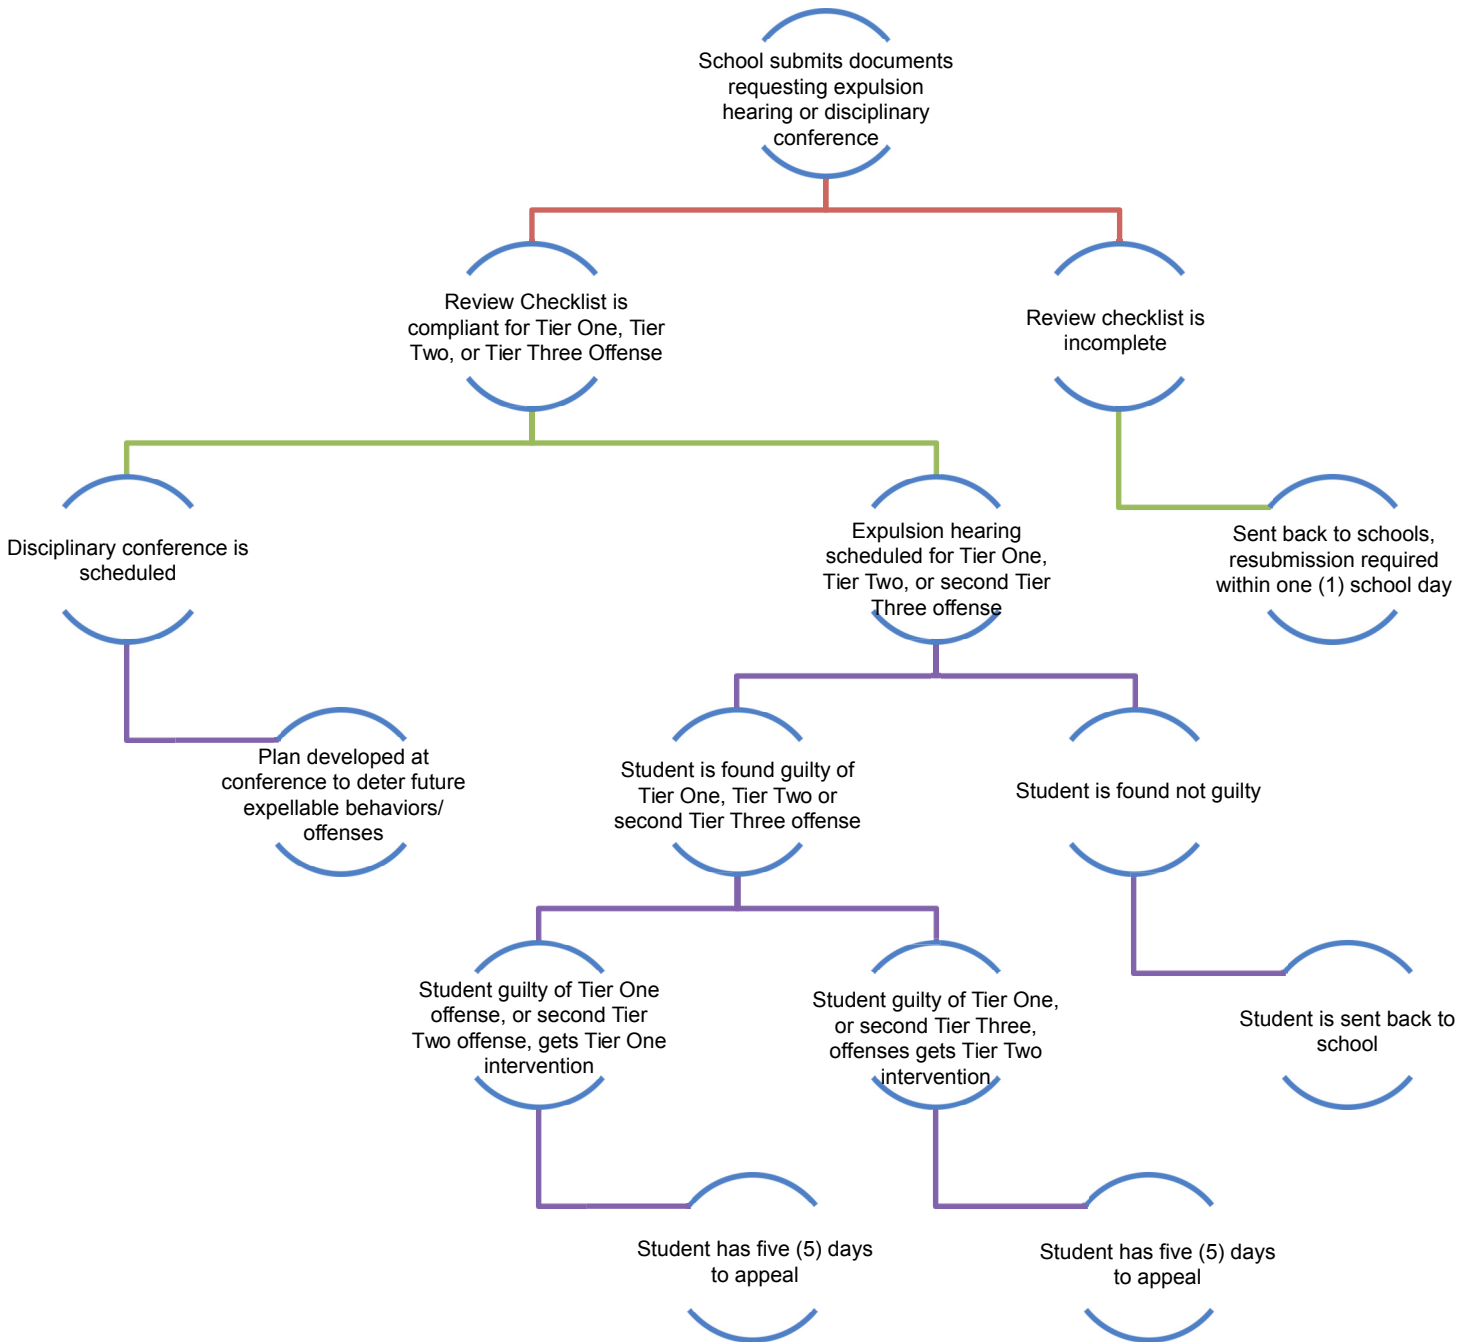 School submits documents
requesting expulsion
hearing or disciplinary
conference
Review Checklist is
compliant for Tier One, Tier
Two, or Tier Three Offense
Review checklist is
incomplete
Disciplinary conference is
scheduled
Expulsion hearing
scheduled for Tier One,
Tier Two, or second Tier
Three offense
Sent back to schools,
resubmission required
within one (1) school day
Plan developed at
conference to deter future
expellable behaviors/
offenses
Student is found guilty of
Tier One, Tier Two or
second Tier Three offense
Student is found not guilty
Student guilty of Tier One
offense, or second Tier
Two offense, gets Tier One
intervention
Student guilty of Tier One,
or second Tier Three,
offenses gets Tier Two
intervention
Student is sent back to
school
Student has five (5) days
to appeal
Student has five (5) days
to appeal